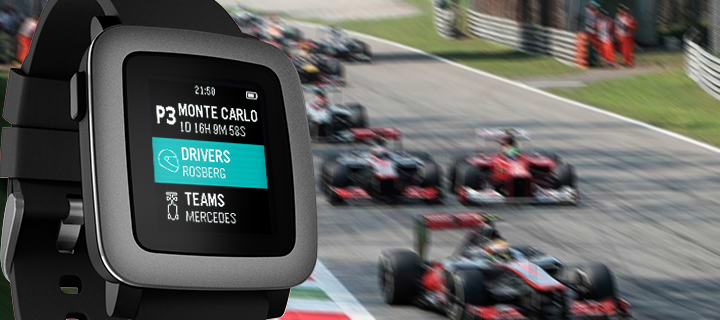 21:50
P3 MONTE CARLO
1D 16H 9M 58S
DRIVERS
ROSBERG
TEAMS
MERCEDES